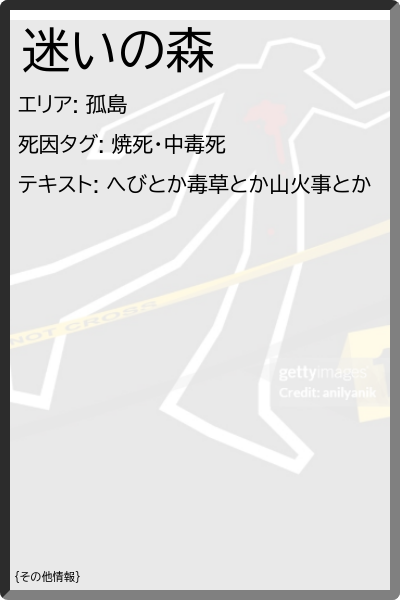 迷いの森
エリア: 孤島
死因タグ: 焼死・中毒死
テキスト: へびとか毒草とか山火事とか
NOT CROSS
gettyimages
Credit: anilyanik
{その他情報}